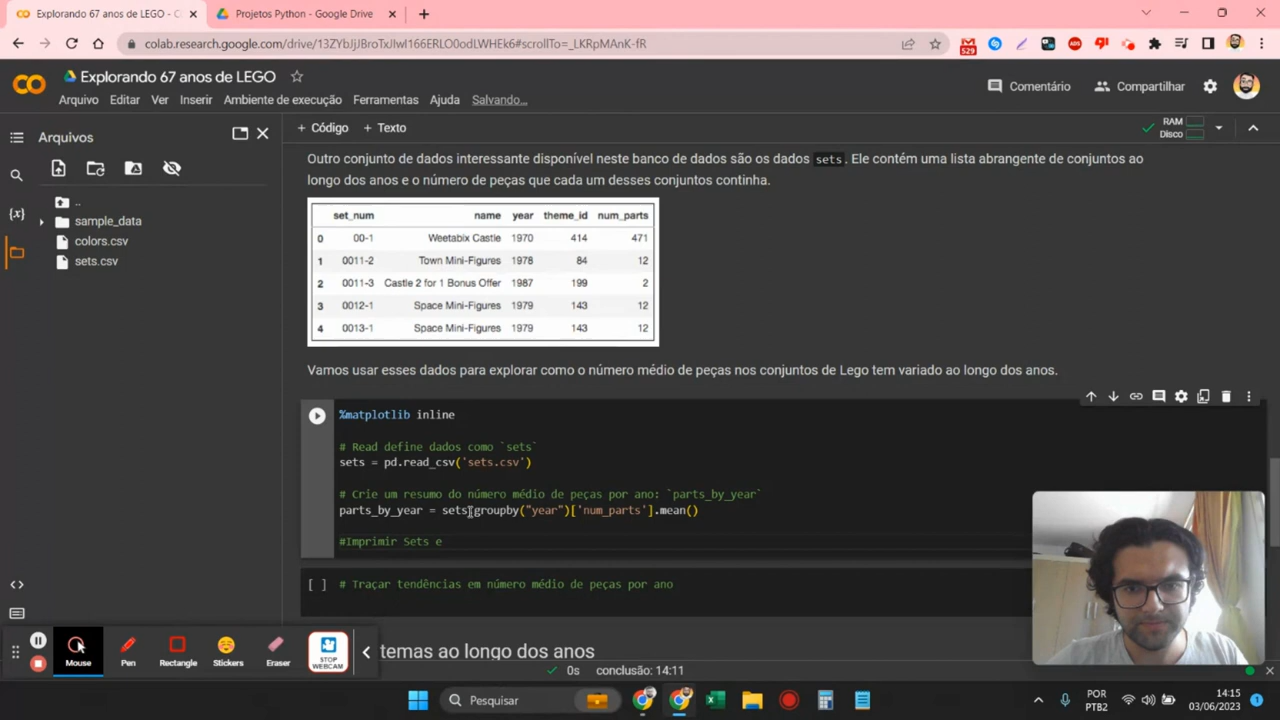 Explorando 67 anos de LEGO - C
Projetos Python - Google Drive
colab.research.google.com/drive/13ZYbJjJBroTxJIwI166ERLO0odLWHEk6#scrollTo=_LKRpMAnK-fR
529
ABS
Explorando 67 anos de LEGO
Comentário
Compartilhar
Arquivo Editar Ver Inserir Ambiente de execução Ferramentas Ajuda Salvando...
Arquivos
+ Código + Texto
RAM
Disco
..
sample_data
colors.csv
sets.csv
Outro conjunto de dados interessante disponível neste banco de dados são os dados sets. Ele contém uma lista abrangente de conjuntos ao
longo dos anos e o número de peças que cada um desses conjuntos continha.
set_num name year theme_id num_parts
0 00-1 Weetabix Castle 1970 414 471
1 0011-2 Town Mini-Figures 1978 84 12
2 0011-3 Castle 2 for 1 Bonus Offer 1987 199 2
3 0012-1 Space Mini-Figures 1979 143 12
4 0013-1 Space Mini-Figures 1979 143 12
Vamos usar esses dados para explorar como o número médio de peças nos conjuntos de Lego tem variado ao longo dos anos.
%matplotlib inline
# Read define dados como `sets`
sets = pd.read_csv('sets.csv')
# Crie um resumo do número médio de peças por ano: `parts_by_year`
parts_by_year = sets.groupby("year")['num_parts'].mean()
#Imprimir Sets e
[ ] # Traçar tendências em número médio de peças por ano
temas ao longo dos anos
0s conclusão: 14:11
Mouse
Pen
Rectangle
Stickers
Eraser
STOP
WEBCAM
Pesquisar
POR
PTB2
14:15
03/06/2023